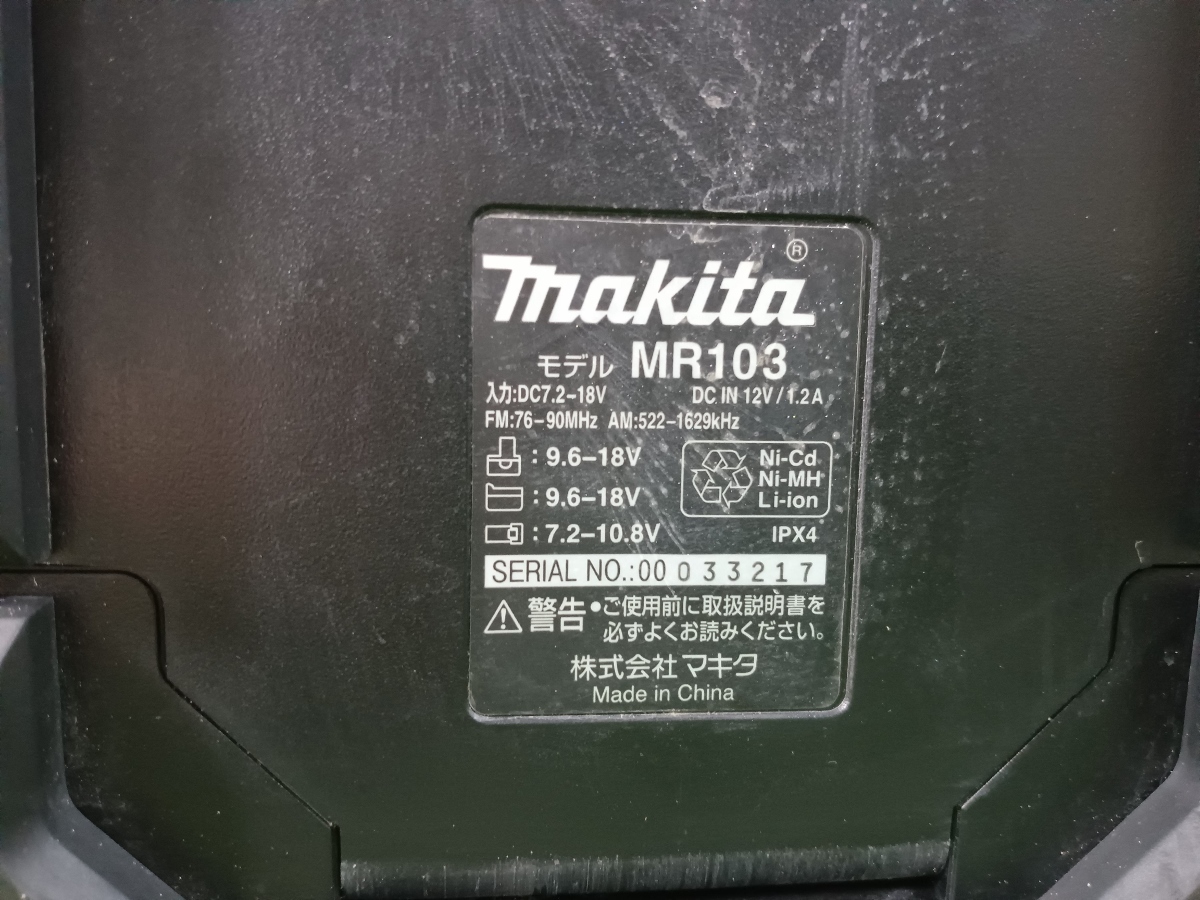 makita®
モデル MR103
入力:DC7.2-18V DC IN 12V/1.2A
FM:76-90MHz AM:522-1629kHz
:9.6-18V
:9.6-18V
:7.2-10.8V
Ni-Cd
Ni-MH
Li-ion
IPX4
SERIAL NO.:00 033217
警告 •ご使用前に取扱説明書を
必ずよくお読みください。
株式会社マキタ
Made in China